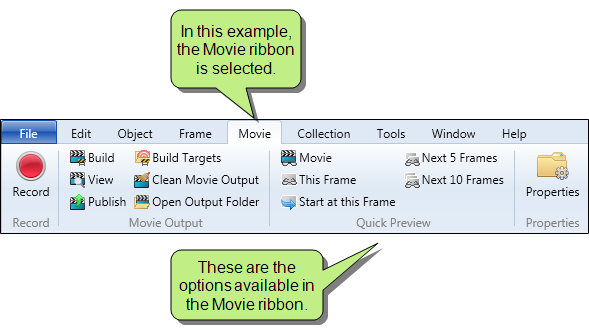 In this example,
the Movie ribbon
is selected.
File Edit Object Frame Movie Collection Tools Window Help
Build Build Targets Movie Next 5 Frames
Record View Clean Movie Output This Frame Next 10 Frames Properties
Publish Open Output Folder Start at this Frame
Record Movie Output Quick Preview Properties
These are the
options available in
the Movie ribbon.